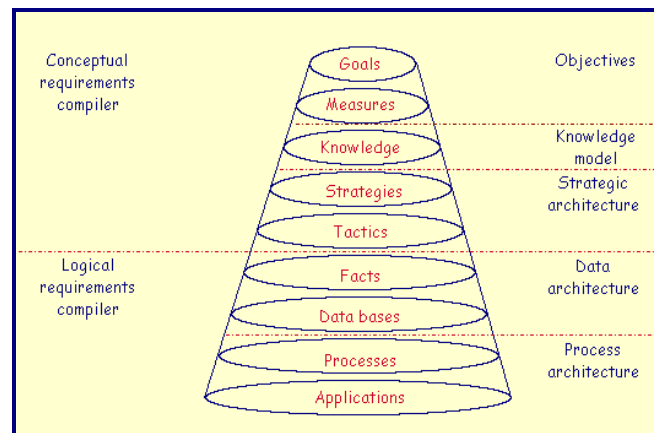 Conceptual
requirements
compiler
Goals
Measures
Knowledge
Strategies
Tactics
Objectives
Knowledge
model
Strategic
architecture
Logical
requirements
compiler
Facts
Data bases
Processes
Applications
Data
architecture
Process
architecture